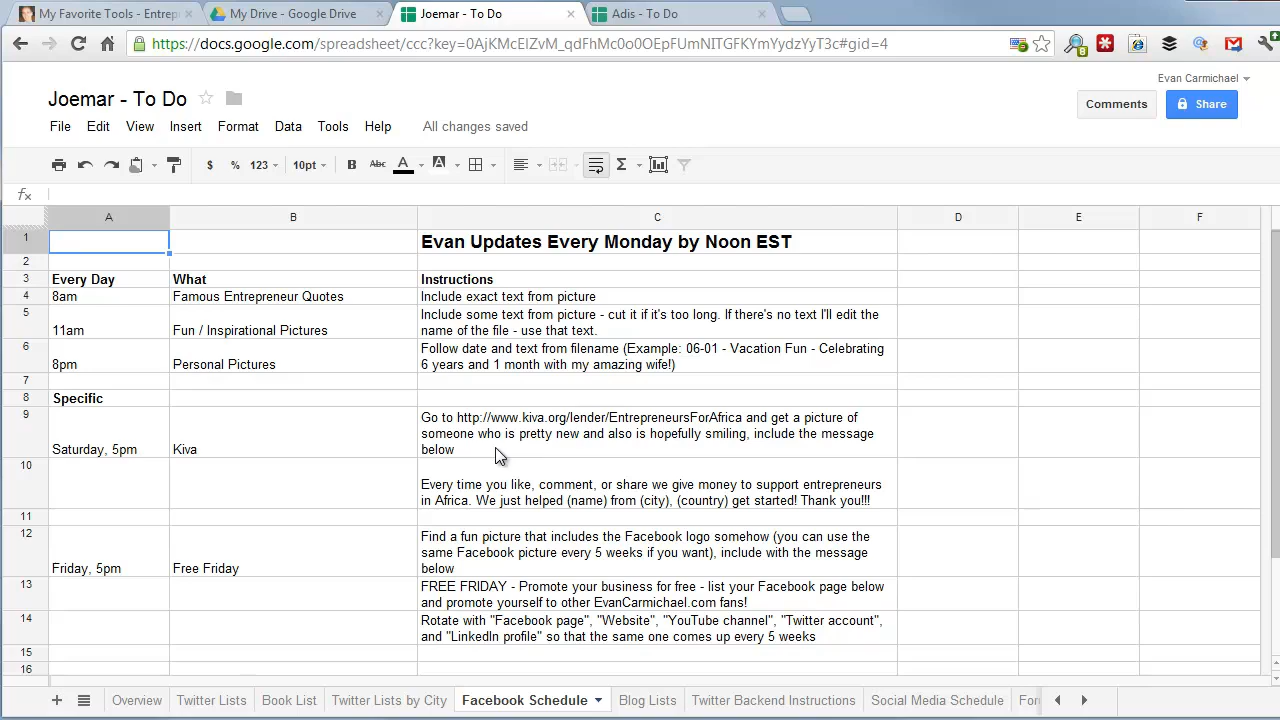 My Favorite Tools - Entrep
My Drive - Google Drive
Joemar - To Do
Adis - To Do
https://docs.google.com/spreadsheet/ccc?key=0AjKMcEIZvM_qdFhMc0o0OEpFUmNITGFKYmYydzYyT3c#gid=4
Evan Carmichael
Joemar - To Do
Comments
Share
File Edit View Insert Format Data Tools Help All changes saved
$ % 123 10pt B Abc A A Σ
fx
A B C D E F
1 Evan Updates Every Monday by Noon EST
2
3 Every Day What Instructions
4 8am Famous Entrepreneur Quotes Include exact text from picture
5 Include some text from picture - cut it if it's too long. If there's no text I'll edit the
11am Fun / Inspirational Pictures name of the file - use that text.
6 Follow date and text from filename (Example: 06-01 - Vacation Fun - Celebrating
8pm Personal Pictures 6 years and 1 month with my amazing wife!)
7
8 Specific
9 Go to http://www.kiva.org/lender/EntrepreneursForAfrica and get a picture of
someone who is pretty new and also is hopefully smiling, include the message
Saturday, 5pm Kiva below
10
Every time you like, comment, or share we give money to support entrepreneurs
in Africa. We just helped (name) from (city), (country) get started! Thank you!!!
11
12 Find a fun picture that includes the Facebook logo somehow (you can use the
same Facebook picture every 5 weeks if you want), include with the message
Friday, 5pm Free Friday below
13 FREE FRIDAY - Promote your business for free - list your Facebook page below
and promote yourself to other EvanCarmichael.com fans!
14 Rotate with "Facebook page", "Website", "YouTube channel", "Twitter account",
and "LinkedIn profile" so that the same one comes up every 5 weeks
15
16
Overview Twitter Lists Book List Twitter Lists by City Facebook Schedule Blog Lists Twitter Backend Instructions Social Media Schedule For